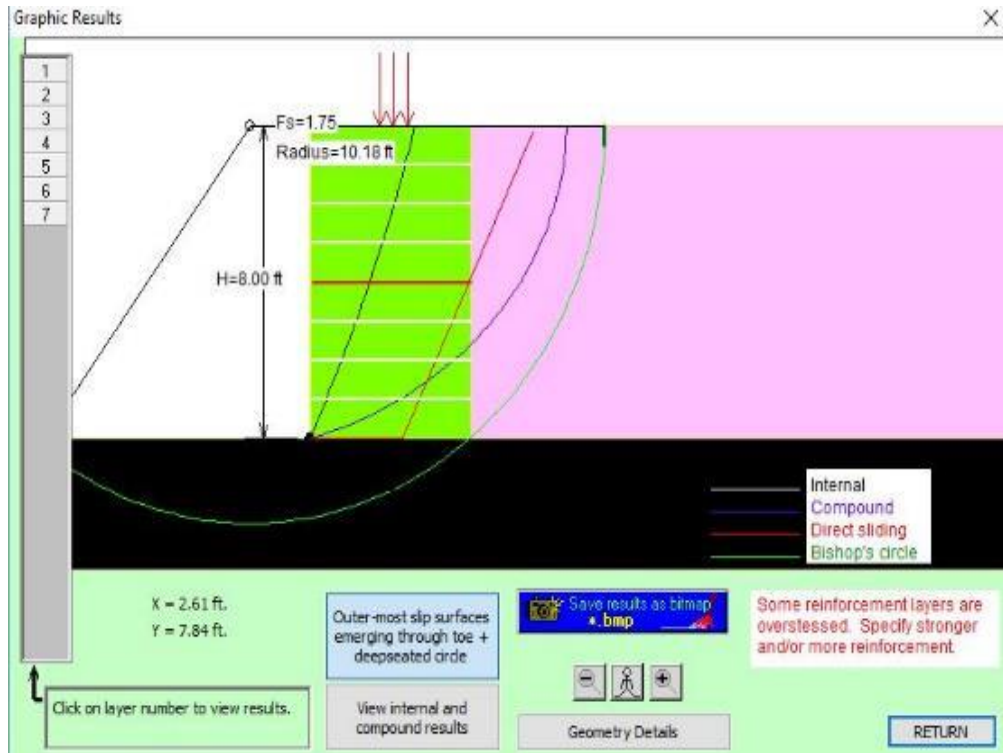 Graphic Results
1
2
3
4
5
6
7
Fs=1.75
Radius=10.18 ft
H=8.00 ft
Internal
Compound
Direct sliding
Bishop's circle
X = 2.61 ft.
Y = 7.84 ft.
Outer-most slip surfaces
emerging through toe +
deepseated circle
Save results as bitmap
*.bmp
Some reinforcement layers are
overstressed. Specify stronger
and/or more reinforcement.
Click on layer number to view results.
View internal and
compound results
Geometry Details
RETURN